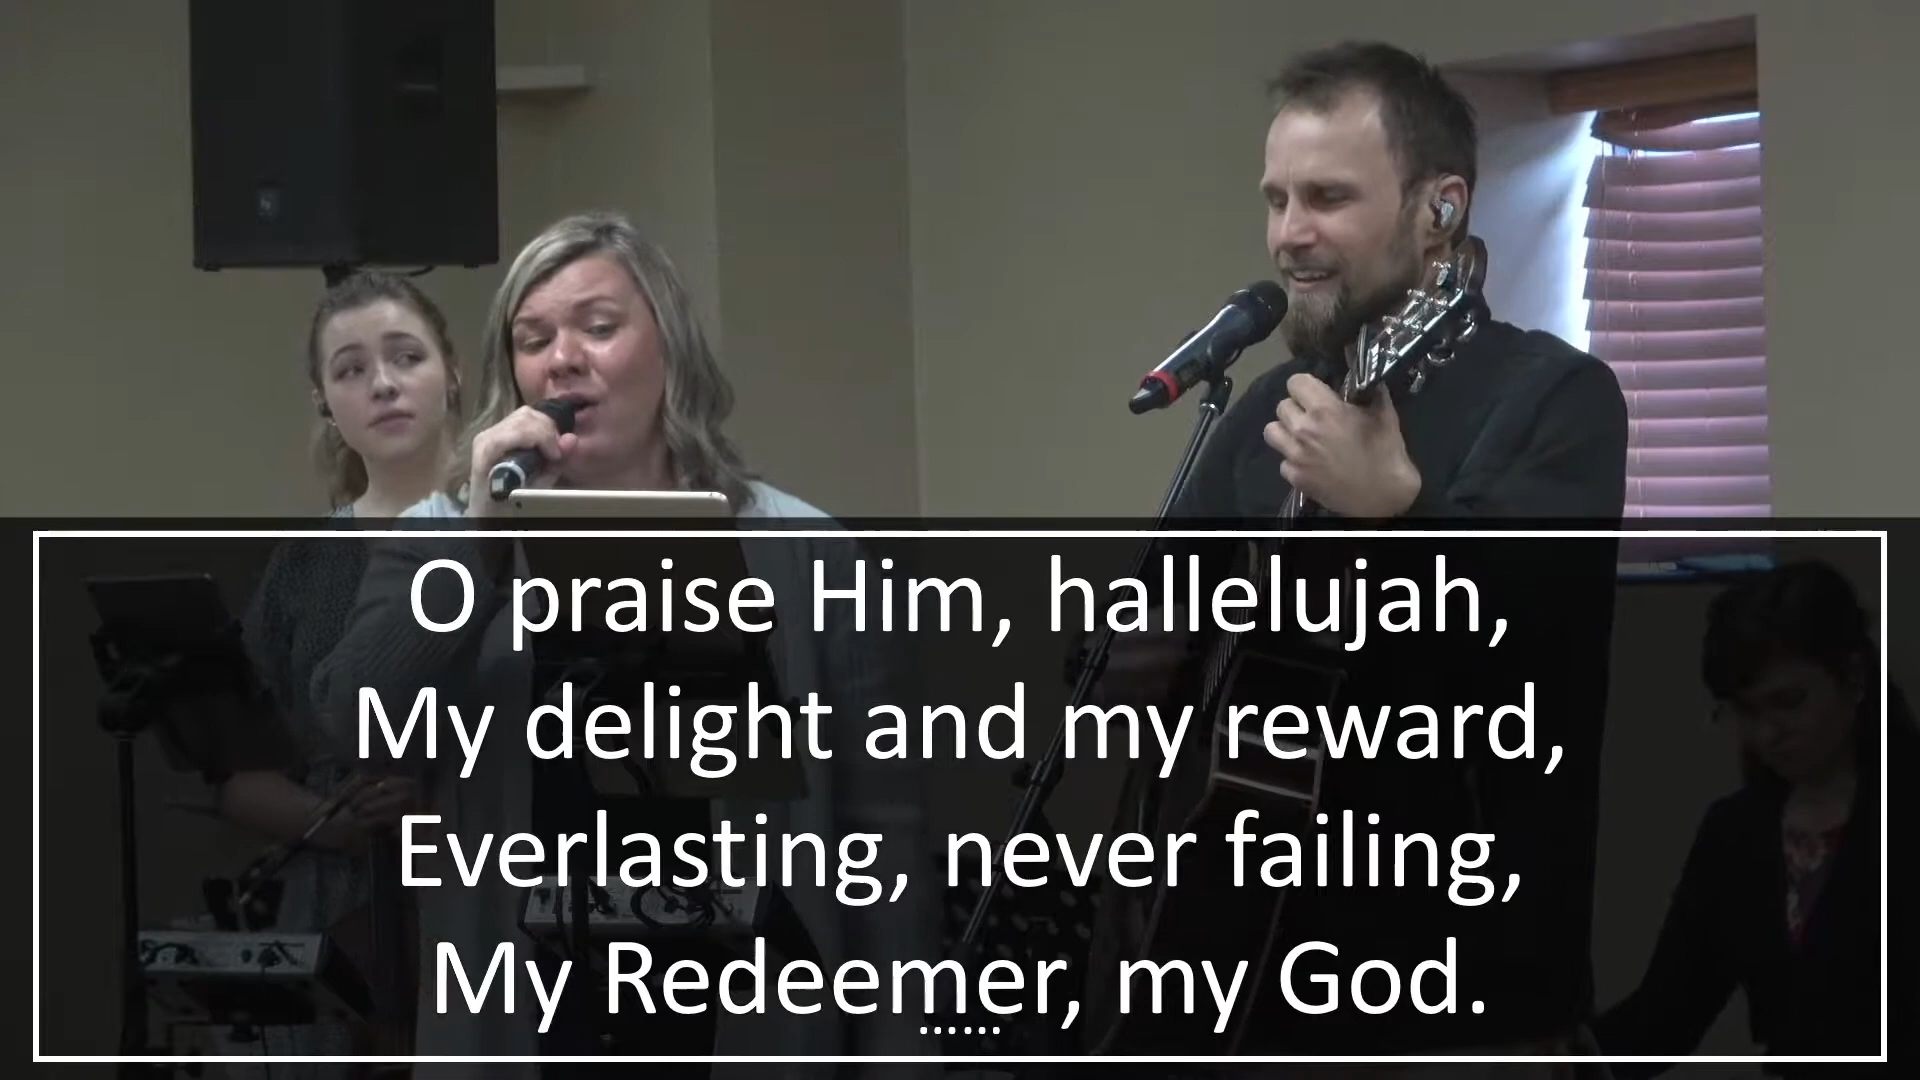 O praise Him, hallelujah,
My delight and my reward,
Everlasting, never failing,
My Redeemer, my God.
......